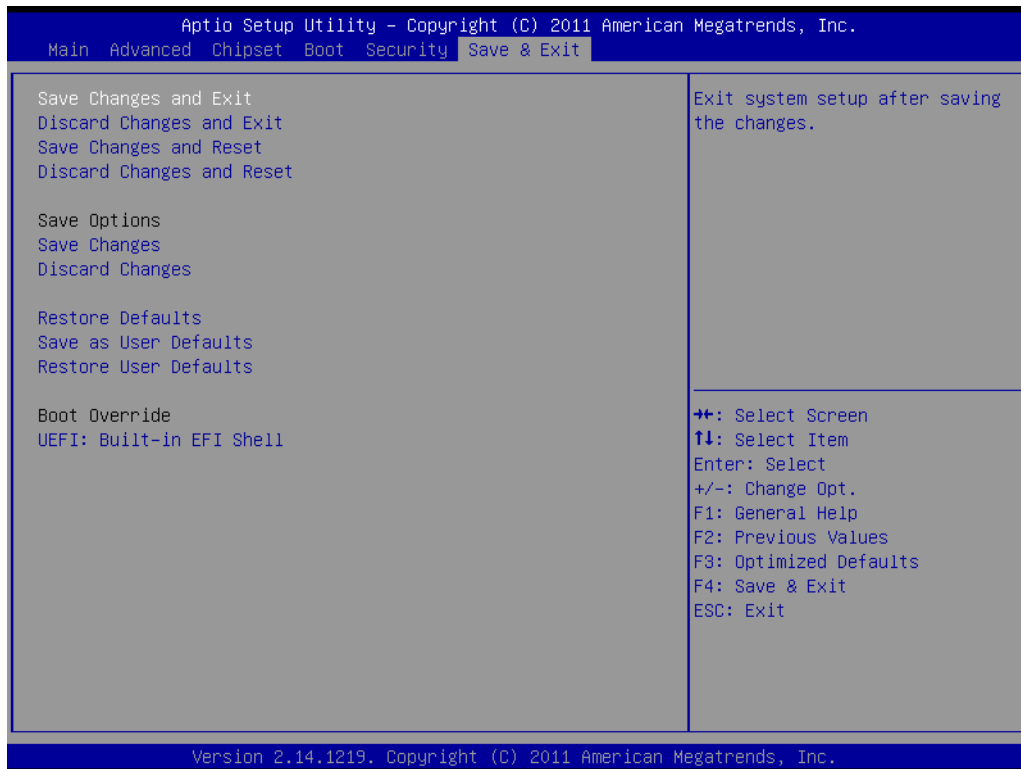 Aptio Setup Utility – Copyright (C) 2011 American Megatrends, Inc.
Main Advanced Chipset Boot Security Save & Exit
Save Changes and Exit
Discard Changes and Exit
Save Changes and Reset
Discard Changes and Reset
Save Options
Save Changes
Discard Changes
Restore Defaults
Save as User Defaults
Restore User Defaults
Boot Override
UEFI: Built-in EFI Shell
Exit system setup after saving
the changes.
→←: Select Screen
↑↓: Select Item
Enter: Select
+/-: Change Opt.
F1: General Help
F2: Previous Values
F3: Optimized Defaults
F4: Save & Exit
ESC: Exit
Version 2.14.1219. Copyright (C) 2011 American Megatrends, Inc.